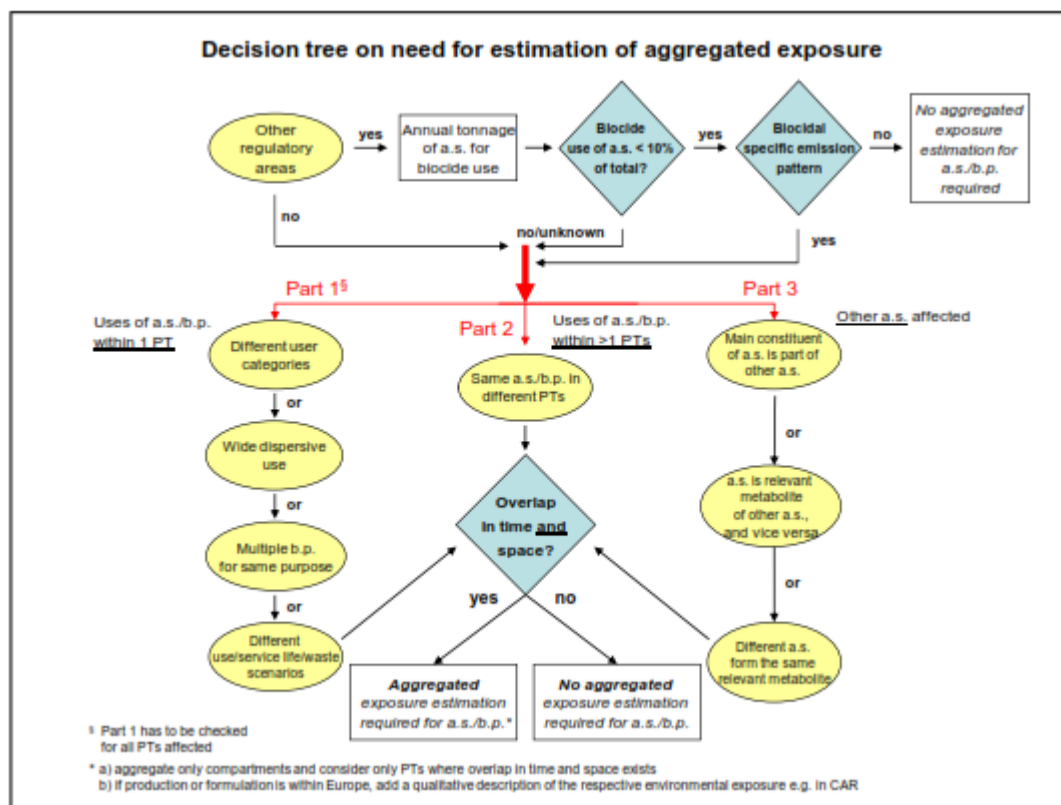 Decision tree on need for estimation of aggregated exposure
Other
regulatory
areas
yes
Annual tonnage
of a.s. for
biocide use
Biocide
use of a.s. < 10%
of total?
yes
Biocidal
specific emission
pattern
no
No aggregated
exposure
estimation for
a.s./b.p.
required
no
no/unknown
yes
Part 1§
Part 2
Part 3
Uses of a.s./b.p.
within 1 PT
Uses of a.s./b.p.
within >1 PTs
Other a.s. affected
Different user
categories
or
Wide dispersive
use
or
Multiple b.p.
for same purpose
or
Different
use/service life/waste
scenarios
Same a.s./b.p. in
different PTs
Overlap
in time and
space?
yes
no
Aggregated
exposure estimation
required for a.s./b.p.*
No aggregated
exposure estimation
required for a.s./b.p.
Main constituent
of a.s. is part of
other a.s.
or
a.s. is relevant
metabolite
of other a.s.,
and vice versa
or
Different a.s.
form the same
relevant metabolite
§ Part 1 has to be checked
for all PTs affected
* a) aggregate only compartments and consider only PTs where overlap in time and space exists
b) if production or formulation is within Europe, add a qualitative description of the respective environmental exposure e.g. in CAR